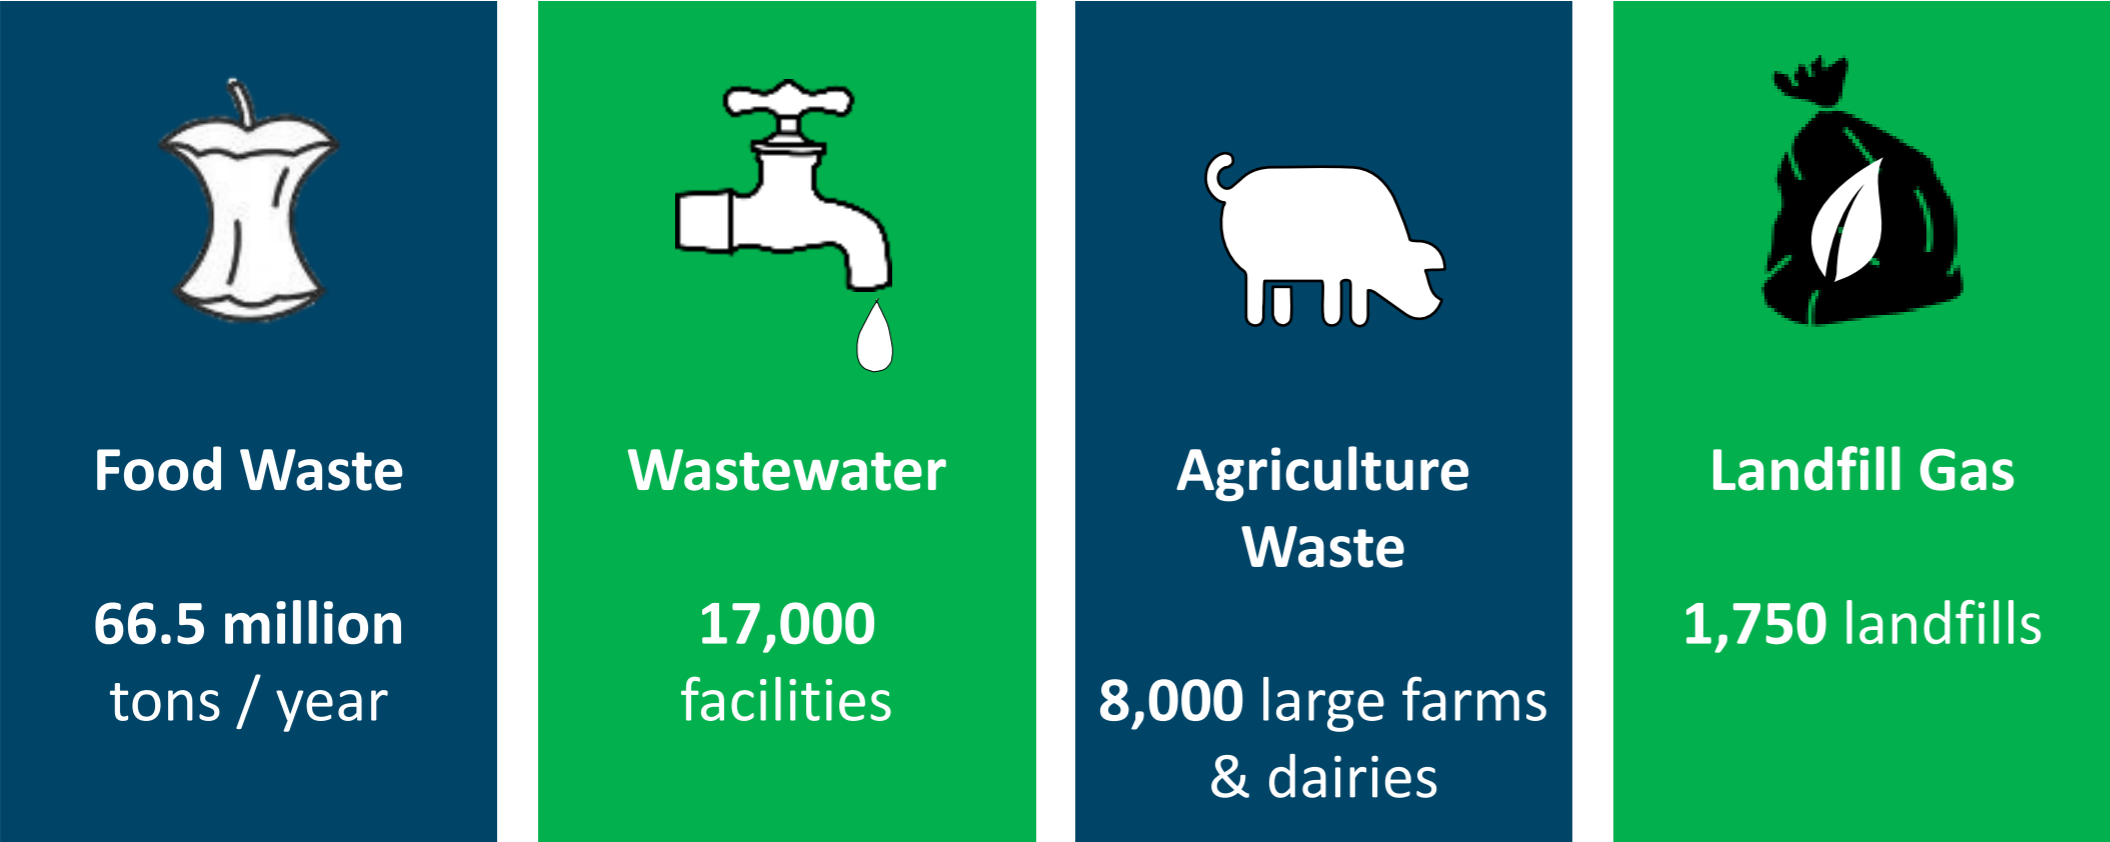 Food Waste
66.5 million
tons / year
Wastewater
17,000
facilities
Agriculture
Waste
8,000 large farms
& dairies
Landfill Gas
1,750 landfills